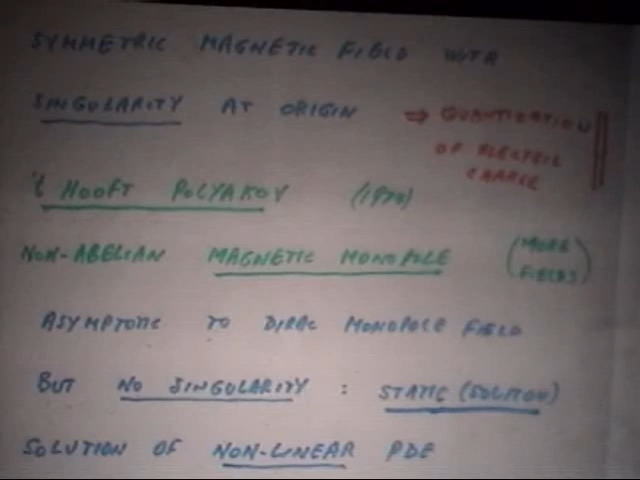 SYMMETRIC MAGNETIC FIELD WITH
SINGULARITY AT ORIGIN ⇒ QUANTIZATION
OF ELECTRIC
CHARGE
't HOOFT POLYAKOV (1970)
NON-ABELIAN MAGNETIC MONOPOLE (MORE
FIELDS)
ASYMPTOTIC TO DIRAC MONOPOLE FIELD
BUT NO SINGULARITY : STATIC (SOLITON)
SOLUTION OF NON-LINEAR PDE